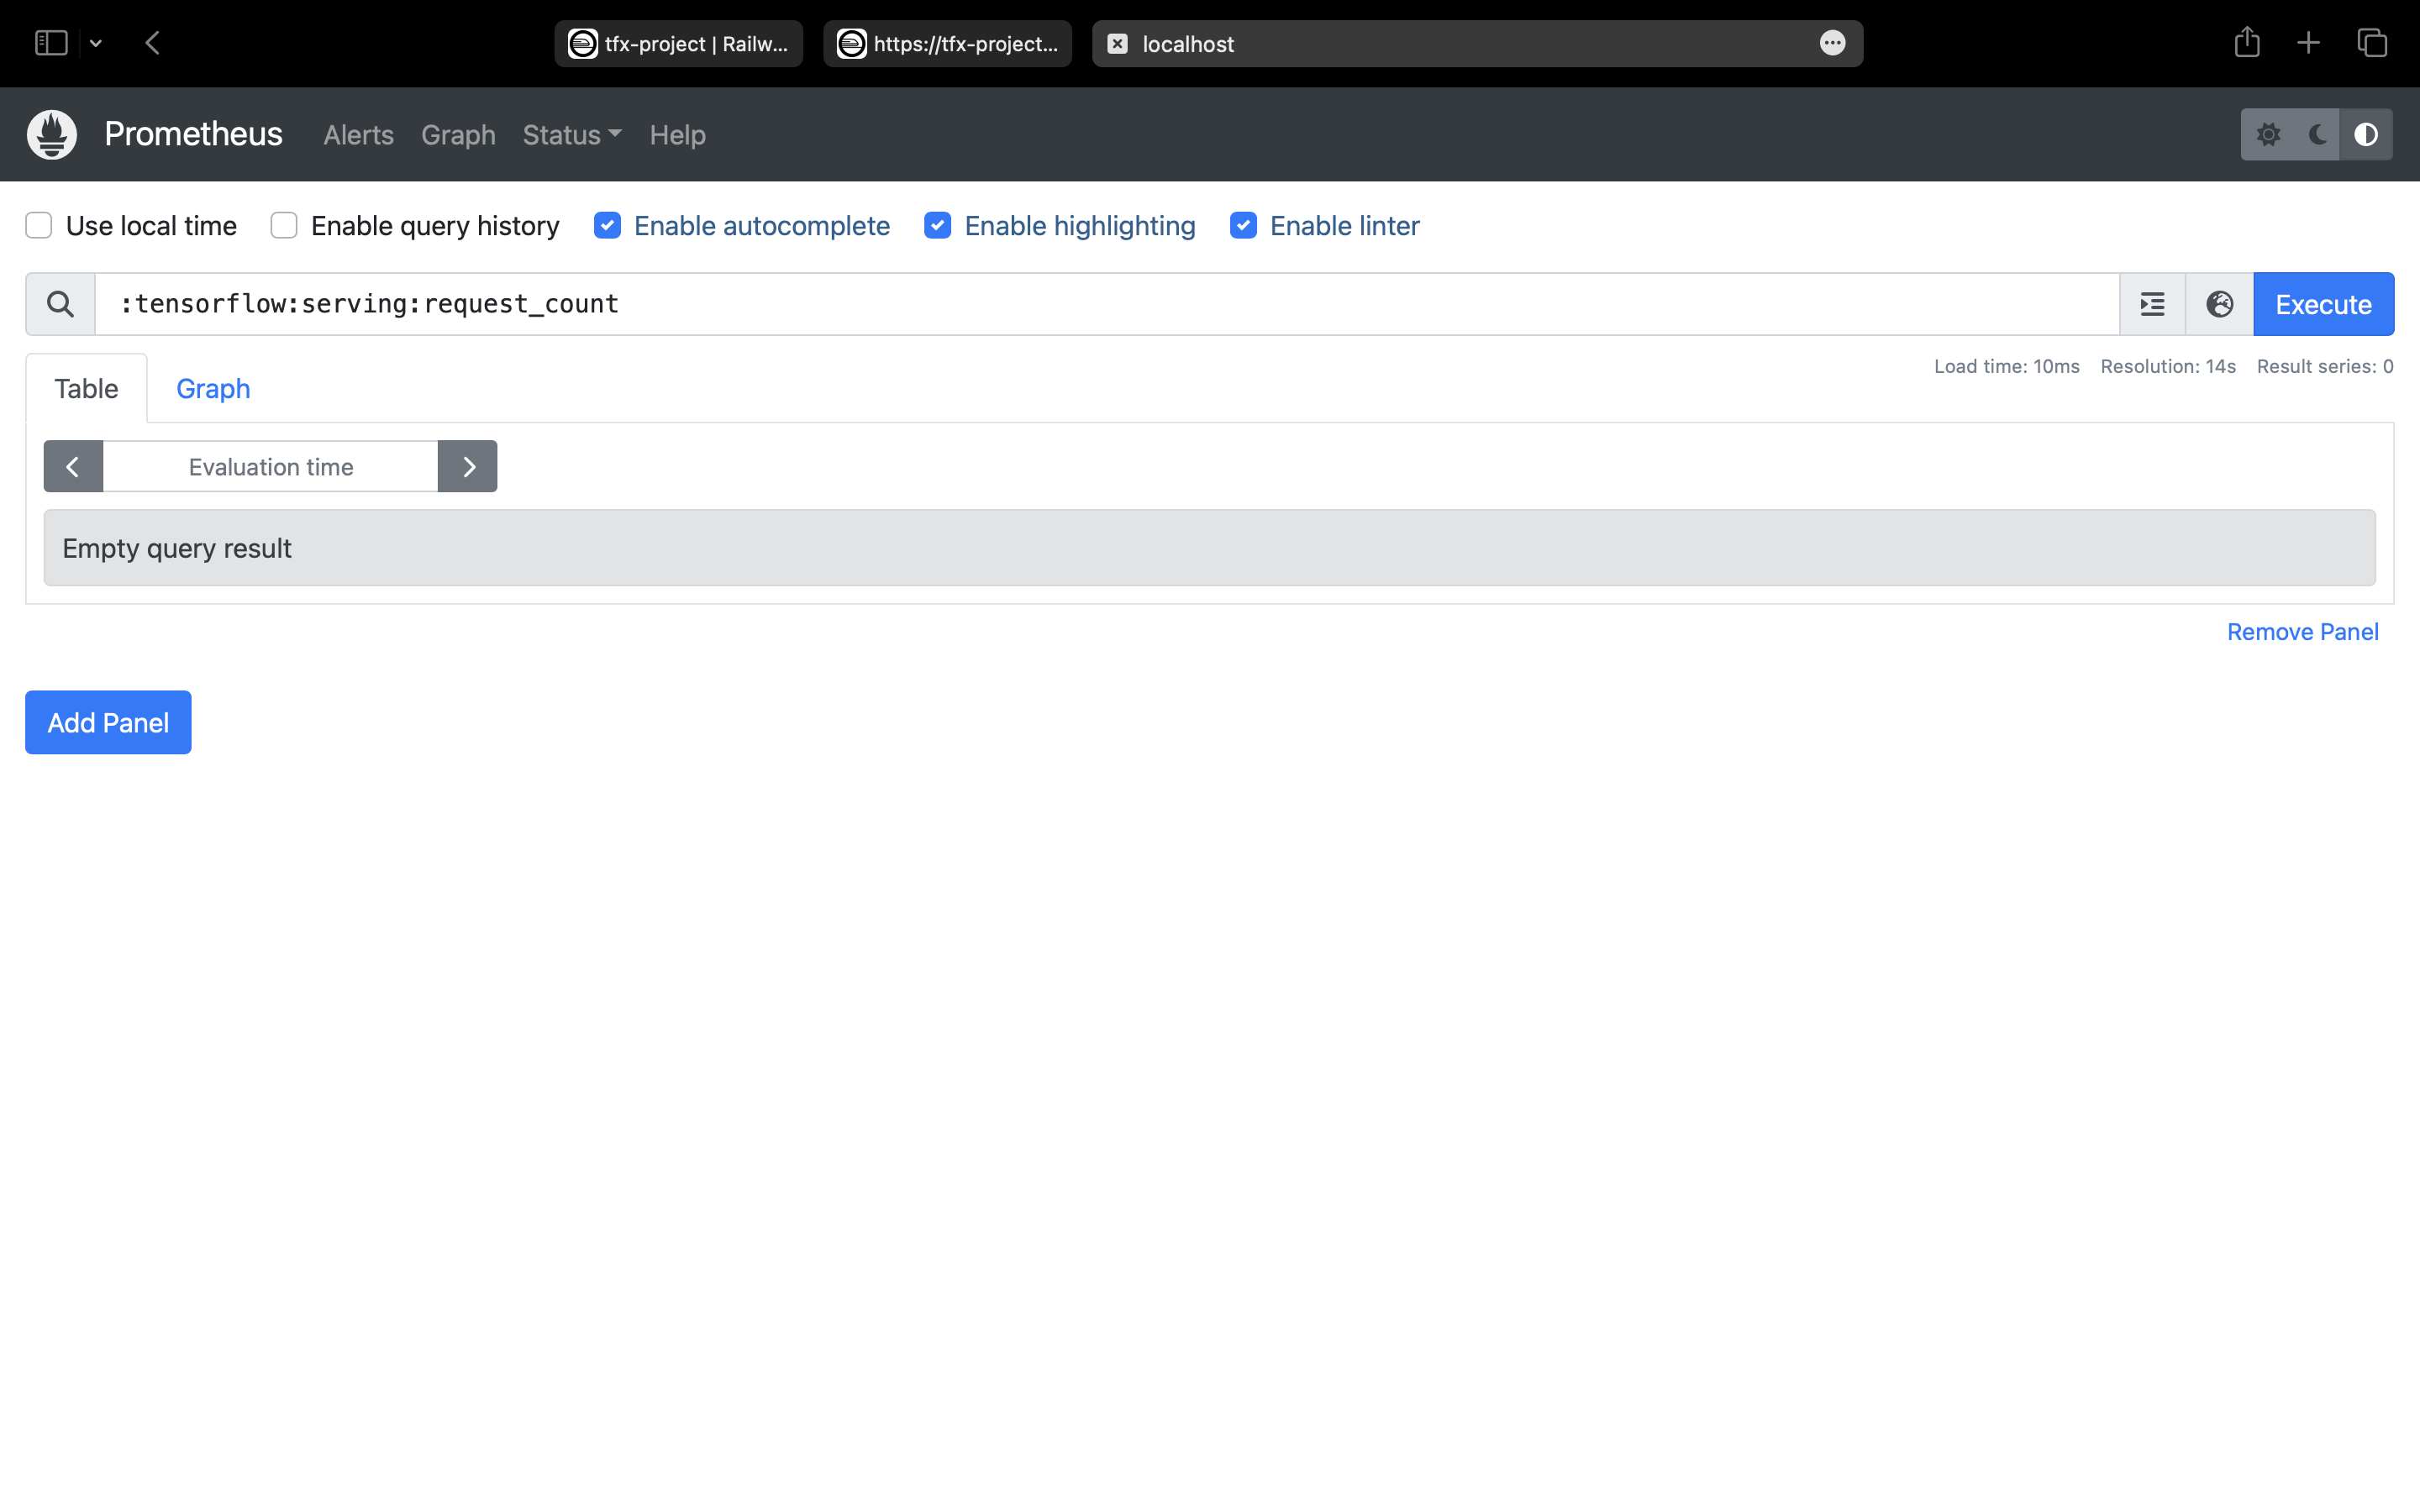 tfx-project | Railw...
https://tfx-project...
localhost
Prometheus Alerts Graph Status Help
Use local time Enable query history Enable autocomplete Enable highlighting Enable linter
:tensorflow:serving:request_count
Execute
Table Graph
Load time: 10ms Resolution: 14s Result series: 0
Evaluation time
Empty query result
Remove Panel
Add Panel